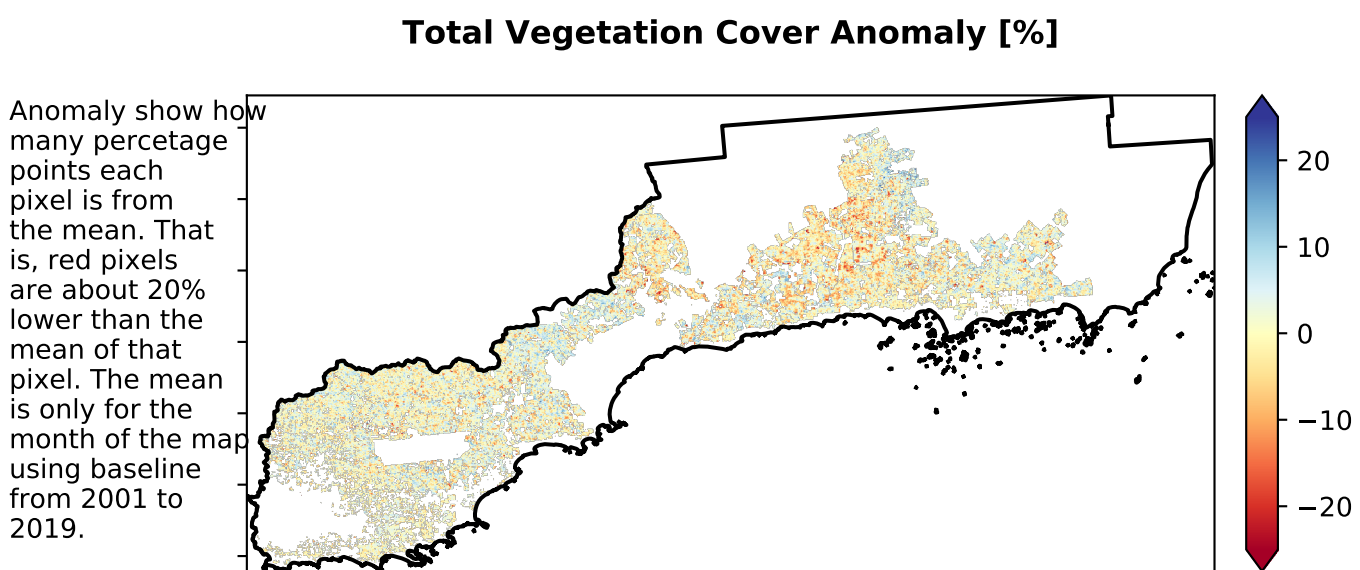 Total Vegetation Cover Anomaly [%]
Anomaly show how
many percetage
points each
pixel is from
the mean. That
is, red pixels
are about 20%
lower than the
mean of that
pixel. The mean
is only for the
month of the map
using baseline
from 2001 to
2019.
20
10
0
−10
−20